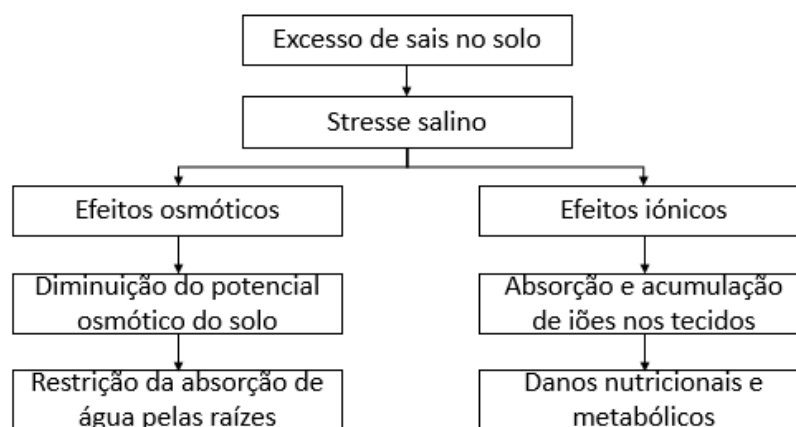 Excesso de sais no solo
Stresse salino
Efeitos osmóticos
Efeitos iónicos
Diminuição do potencial
osmótico do solo
Absorção e acumulação
de iões nos tecidos
Restrição da absorção de
água pelas raízes
Danos nutricionais e
metabólicos